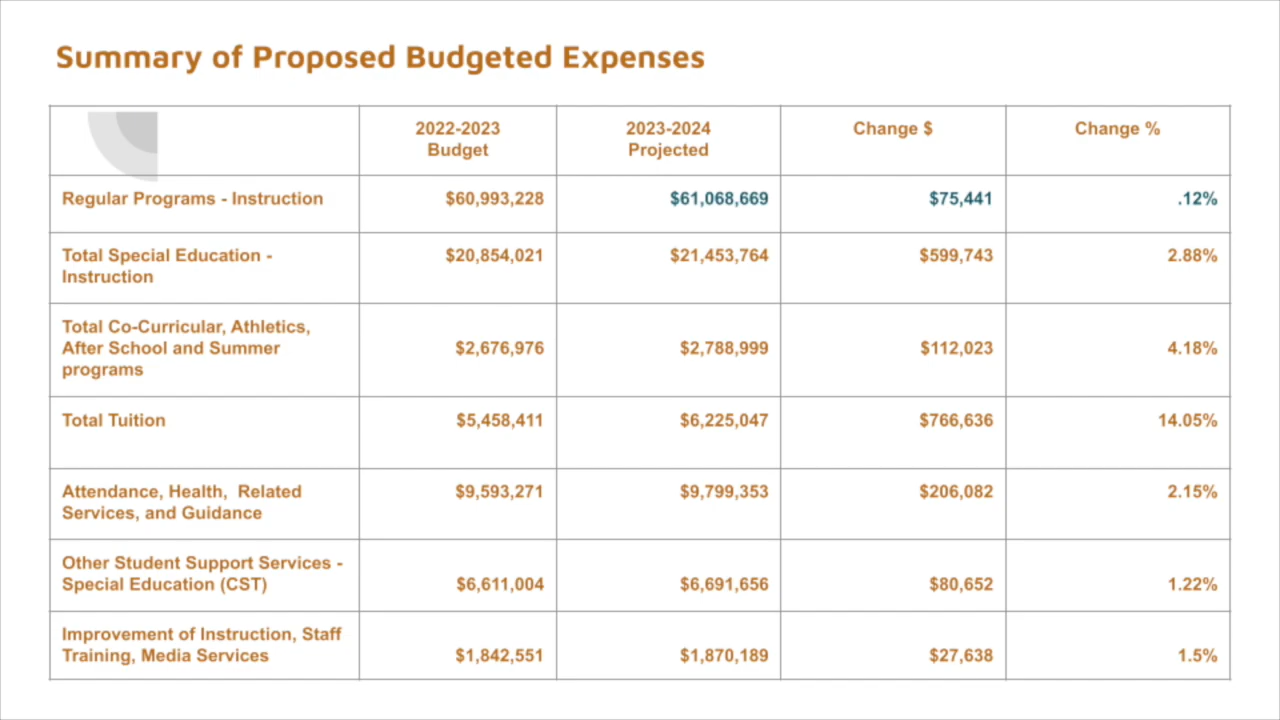 Summary of Proposed Budgeted Expenses
2022-2023 2023-2024 Change $ Change %
Budget Projected
Regular Programs - Instruction $60,993,228 $61,068,669 $75,441 .12%
Total Special Education - $20,854,021 $21,453,764 $599,743 2.88%
Instruction
Total Co-Curricular, Athletics,
After School and Summer $2,676,976 $2,788,999 $112,023 4.18%
programs
Total Tuition $5,458,411 $6,225,047 $766,636 14.05%
Attendance, Health, Related $9,593,271 $9,799,353 $206,082 2.15%
Services, and Guidance
Other Student Support Services -
Special Education (CST) $6,611,004 $6,691,656 $80,652 1.22%
Improvement of Instruction, Staff
Training, Media Services $1,842,551 $1,870,189 $27,638 1.5%